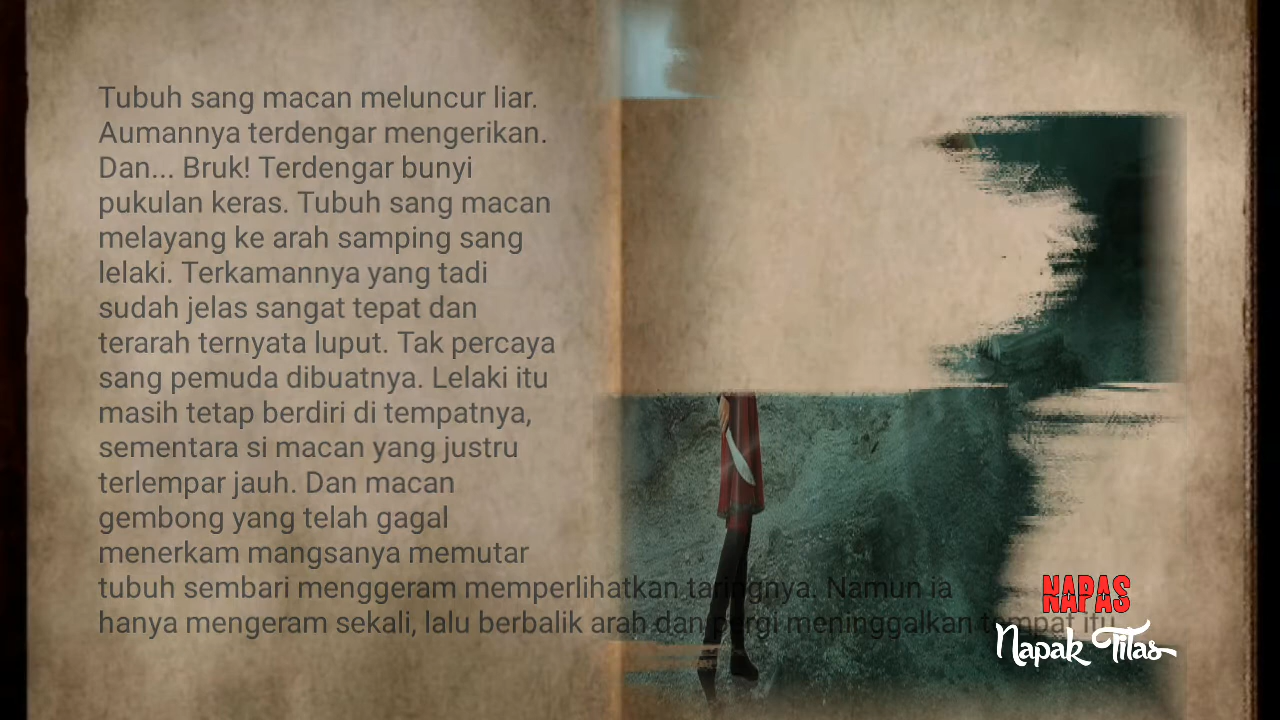 Tubuh sang macan meluncur liar.
Aumannya terdengar mengerikan.
Dan... Bruk! Terdengar bunyi
pukulan keras. Tubuh sang macan
melayang ke arah samping sang
lelaki. Terkamannya yang tadi
sudah jelas sangat tepat dan
terarah ternyata luput. Tak percaya
sang pemuda dibuatnya. Lelaki itu
masih tetap berdiri di tempatnya,
sementara si macan yang justru
terlempar jauh. Dan macan
gembong yang telah gagal
menerkam mangsanya memutar
tubuh sembari menggeram memperlihatkan taringnya. Namun ia
hanya mengeram sekali, lalu berbalik arah dan pergi meninggalkan tempat itu.
NAPAS
Napak Tilas